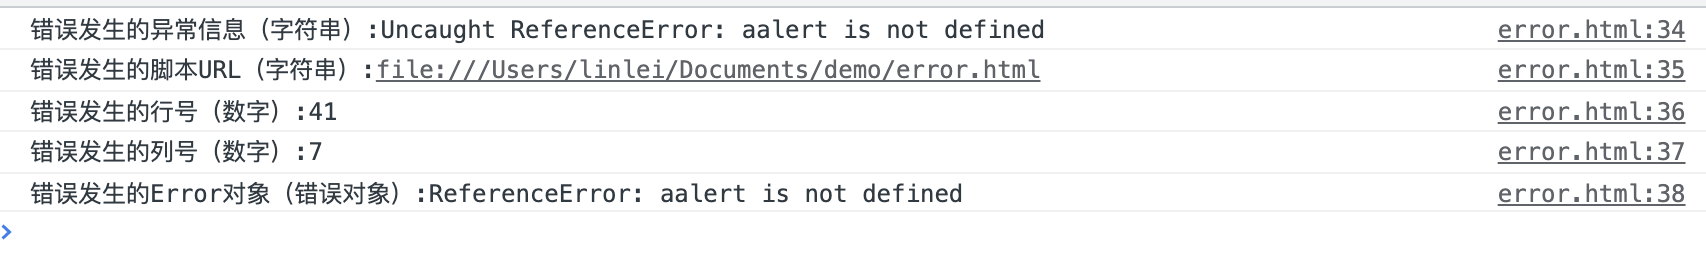 错误发生的异常信息（字符串）:Uncaught ReferenceError: aalert is not defined error.html:34
错误发生的脚本URL（字符串）:file:///Users/linlei/Documents/demo/error.html error.html:35
错误发生的行号（数字）:41 error.html:36
错误发生的列号（数字）:7 error.html:37
错误发生的Error对象（错误对象）:ReferenceError: aalert is not defined error.html:38